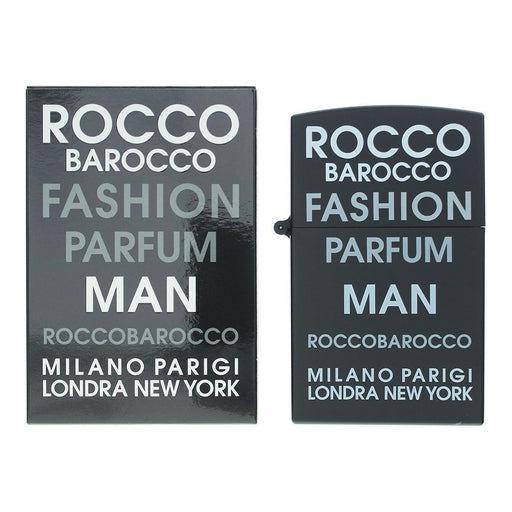 ROCCO
BAROCCO
FASHION
PARFUM
MAN
ROCCOBAROCCO
MILANO PARIGI
LONDRA NEW YORK
ROCCO
BAROCCO
FASHION
PARFUM
MAN
ROCCOBAROCCO
MILANO PARIGI
LONDRA NEW YORK